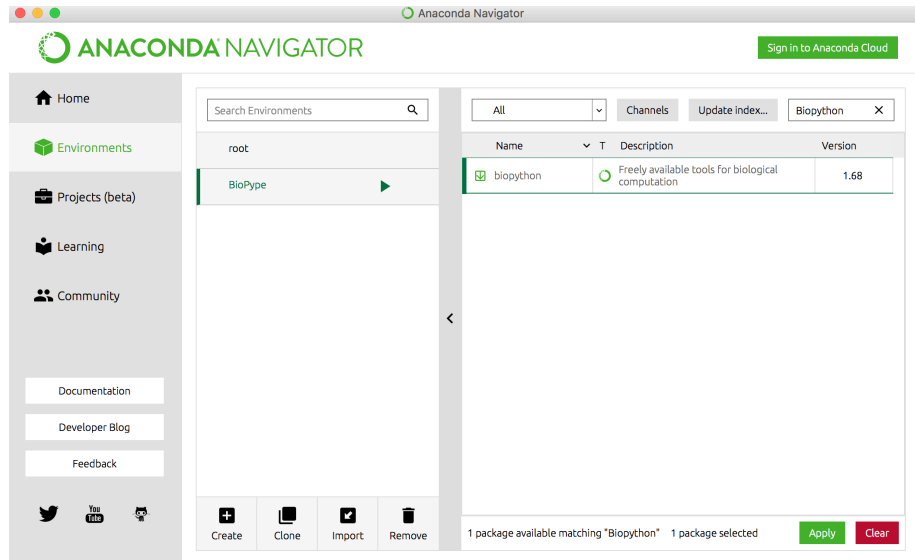 Anaconda Navigator
ANACONDA NAVIGATOR
Sign in to Anaconda Cloud
Home
Environments
Projects (beta)
Learning
Community
Documentation
Developer Blog
Feedback
You
Tube
Search Environments
root
BioPype
Create
Clone
Import
Remove
All
Channels
Update index...
Biopython
Name
T
Description
Version
biopython
Freely available tools for biological
computation
1.68
1 package available matching "Biopython"
1 package selected
Apply
Clear